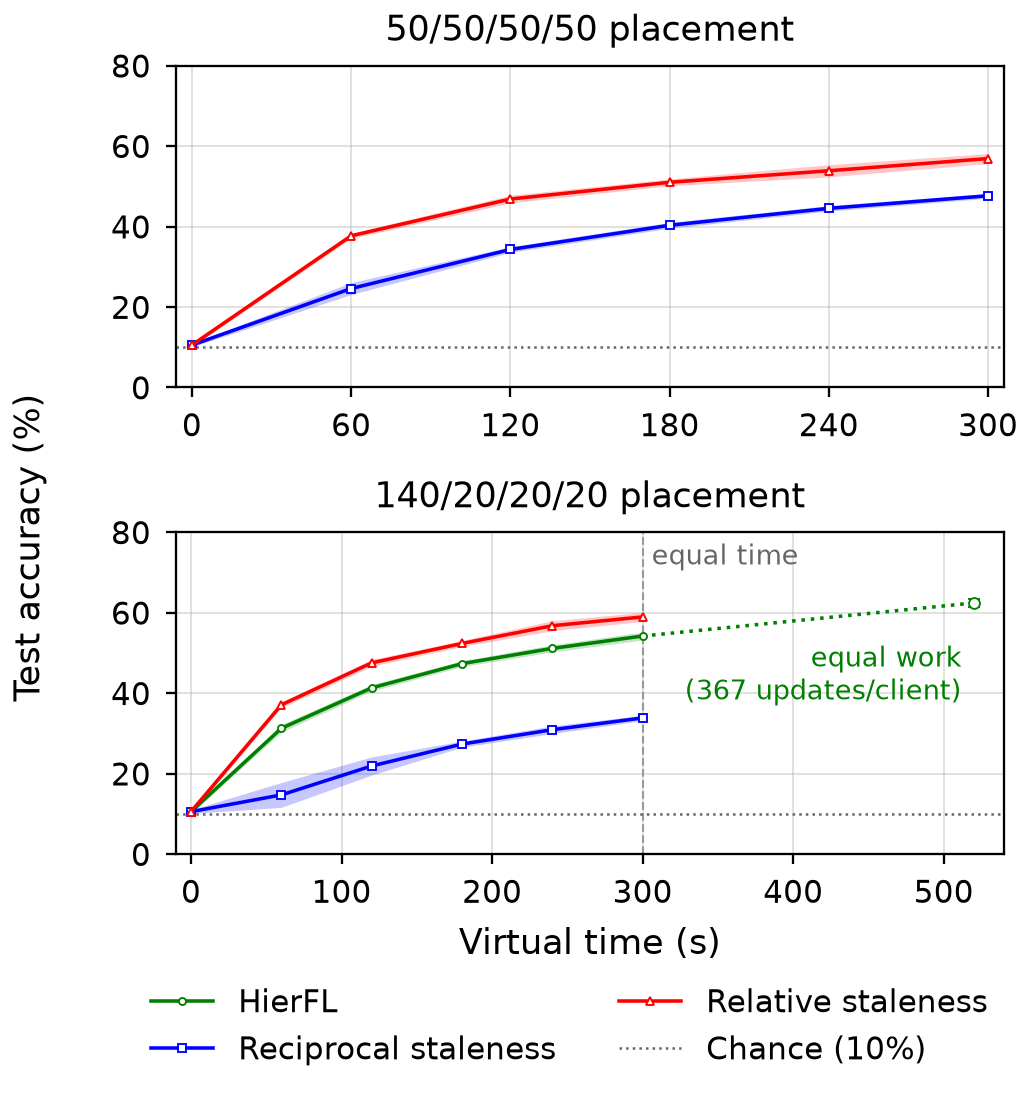 50/50/50/50 placement
80
60
40
20
0
0 60 120 180 240 300
Test accuracy (%)
140/20/20/20 placement
80
60
40
20
0
equal time
equal work
(367 updates/client)
0 100 200 300 400 500
Virtual time (s)
HierFL
Reciprocal staleness
Relative staleness
Chance (10%)